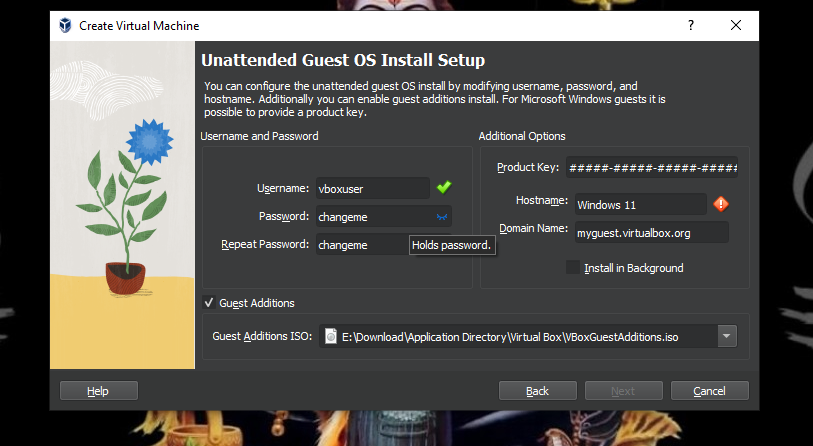 Create Virtual Machine
?
Unattended Guest OS Install Setup
You can configure the unattended guest OS install by modifying username, password, and
hostname. Additionally you can enable guest additions install. For Microsoft Windows guests it is
possible to provide a product key.
Username and Password
Username: vboxuser
Password: changeme
Repeat Password: changeme
Holds password.
Additional Options
Product Key: #####-#####-#####-#####
Hostname: Windows 11
Domain Name: myguest.virtualbox.org
Install in Background
Guest Additions
Guest Additions ISO: E:\Download\Application Directory\Virtual Box\VBoxGuestAdditions.iso
Help
Back
Next
Cancel